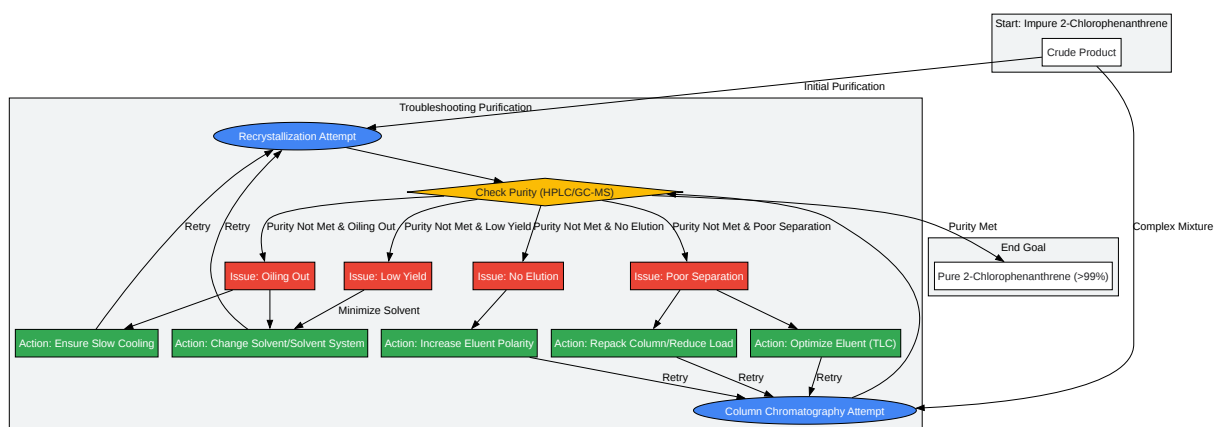 Start: Impure 2-Chlorophenanthrene
Crude Product
Initial Purification
Troubleshooting Purification
Recrystallization Attempt
Check Purity (HPLC/GC-MS)
Retry
Retry
Purity Not Met & Oiling Out
Purity Not Met & Low Yield
Purity Not Met & No Elution
Purity Not Met & Poor Separation
Purity Met
Complex Mixture
End Goal
Issue: Oiling Out
Issue: Low Yield
Issue: No Elution
Issue: Poor Separation
Pure 2-Chlorophenanthrene (>99%)
Minimize Solvent
Action: Ensure Slow Cooling
Action: Change Solvent/Solvent System
Action: Increase Eluent Polarity
Action: Repack Column/Reduce Load
Action: Optimize Eluent (TLC)
Retry
Retry
Retry
Column Chromatography Attempt